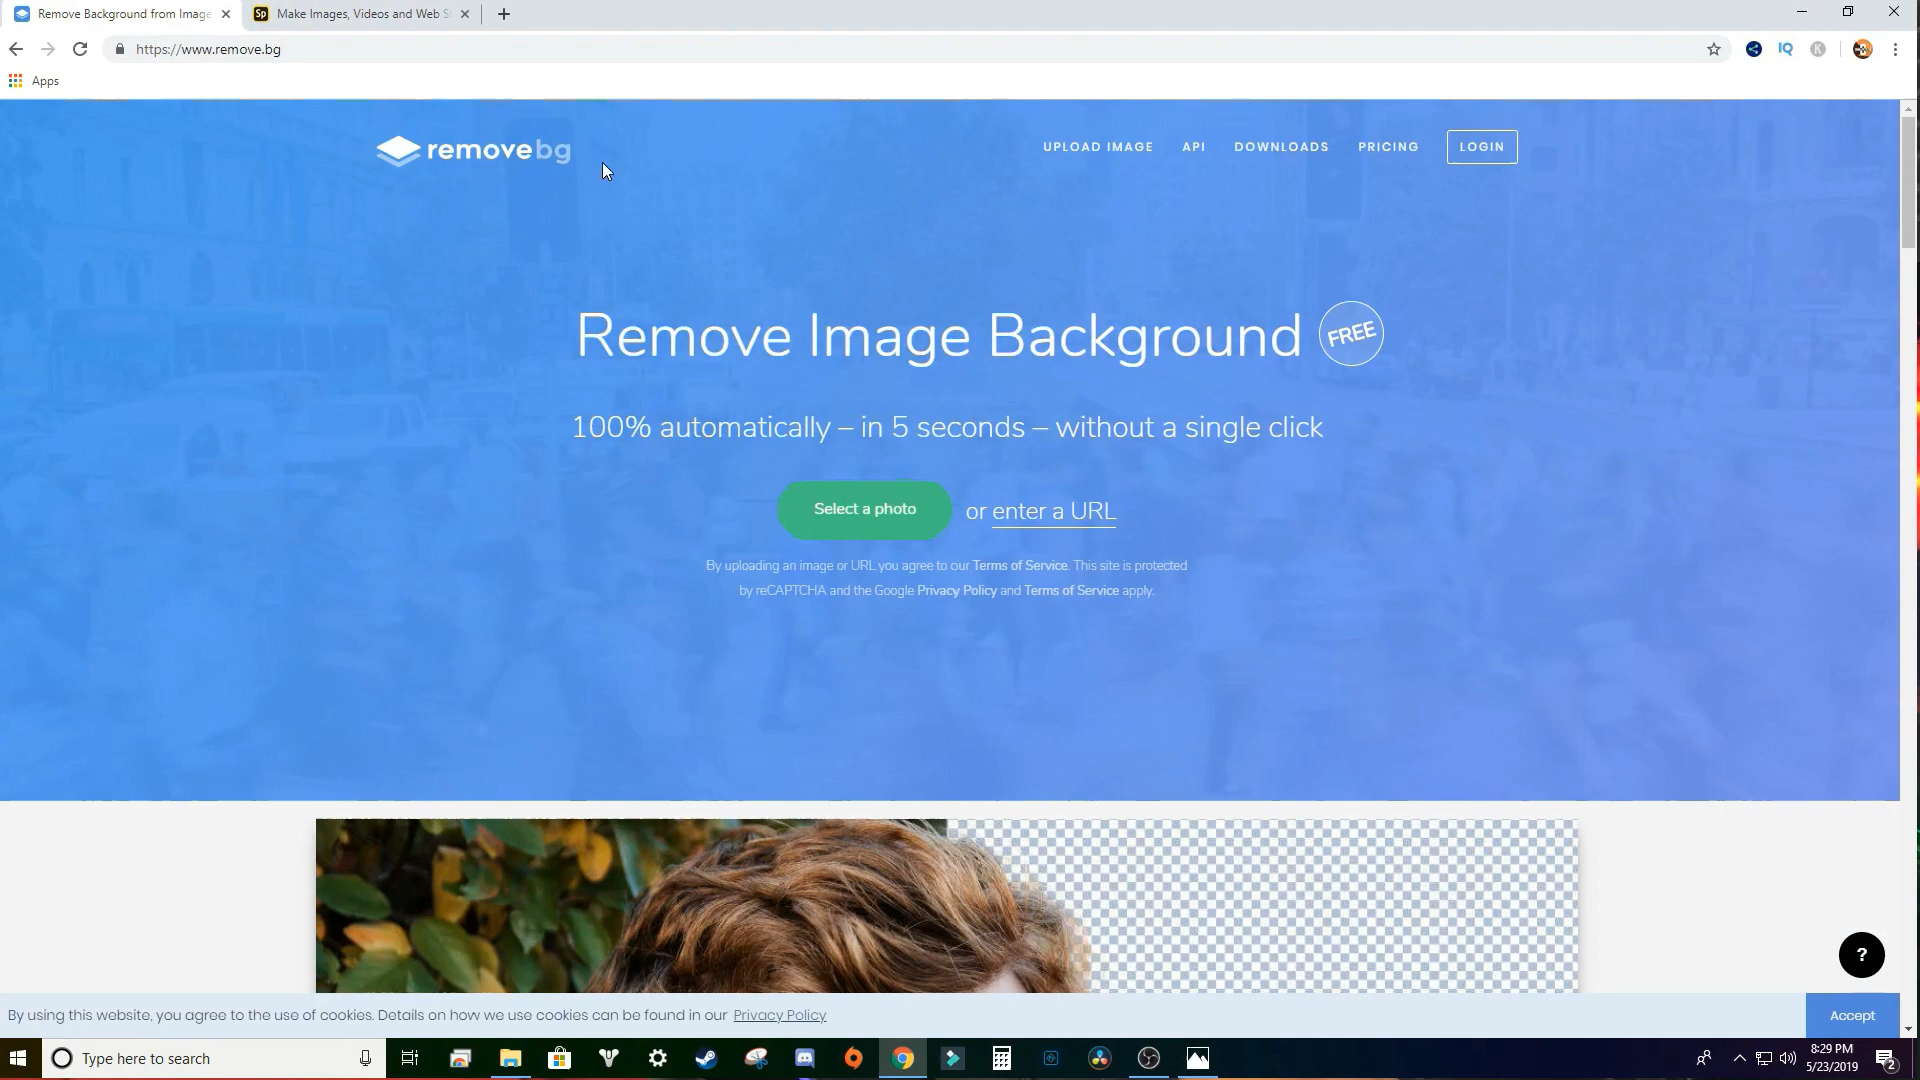 Remove Background from Image
Make Images, Videos and Web S
https://www.remove.bg
IQ
K
Apps
removebg
UPLOAD IMAGE
API
DOWNLOADS
PRICING
LOGIN
Remove Image Background
FREE
100% automatically – in 5 seconds – without a single click
Select a photo
or enter a URL
By uploading an image or URL you agree to our Terms of Service. This site is protected
by reCAPTCHA and the Google Privacy Policy and Terms of Service apply.
?
By using this website, you agree to the use of cookies. Details on how we use cookies can be found in our Privacy Policy
Accept
Type here to search
8:29 PM
5/23/2019
2
Sp